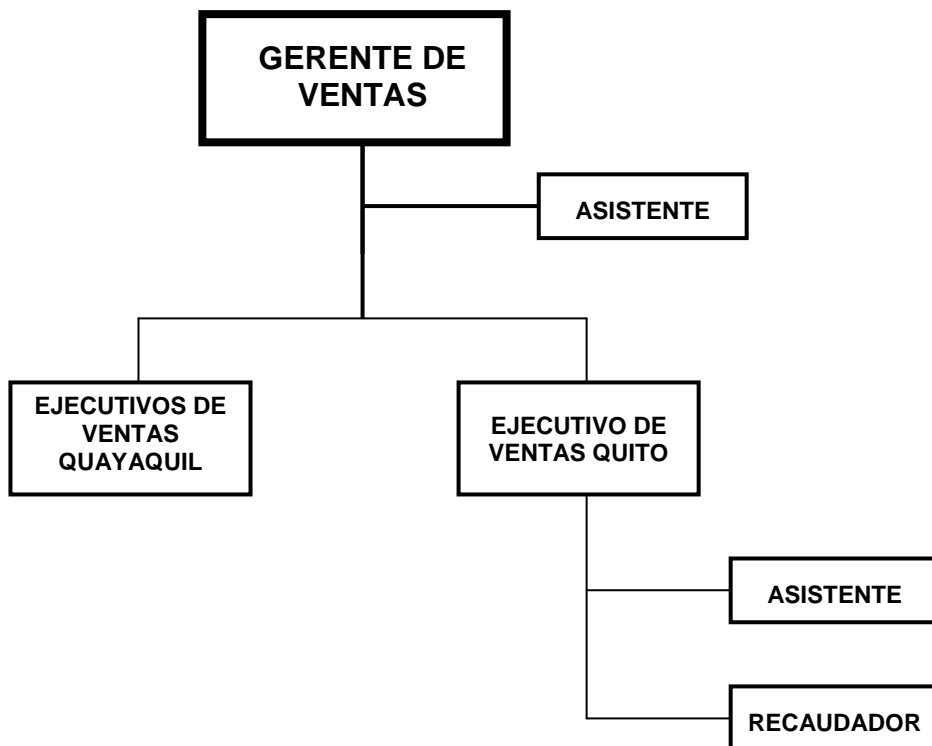 GERENTE DE
VENTAS
ASISTENTE
EJECUTIVOS DE
VENTAS
QUAYAQUIL
EJECUTIVO DE
VENTAS QUITO
ASISTENTE
RECAUDADOR